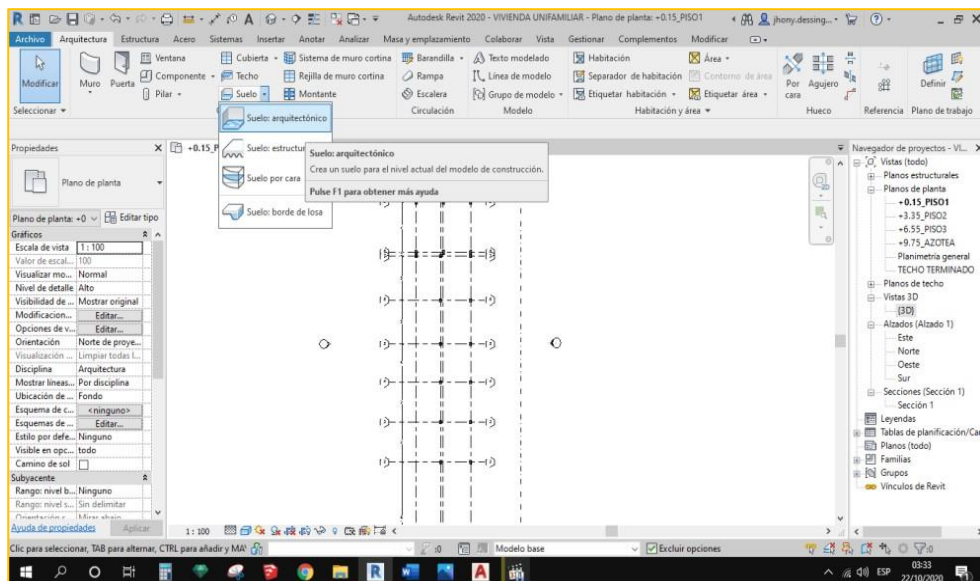 Autodesk Revit 2020 - VIVIENDA UNIFAMILIAR - Plano de planta: +0.15_PISO1
jhony.dessing...
Archivo Arquitectura Estructura Acero Sistemas Insertar Anotar Analizar Masa y emplazamiento Colaborar Vista Gestionar Complementos Modificar
Modificar
Muro
Puerta
Ventana
Componente
Pilar
Cubierta
Techo
Suelo
Sistema de muro cortina
Rejilla de muro cortina
Montante
Barandilla
Rampa
Escalera
Texto modelado
Línea de modelo
Grupo de modelo
Habitación
Separador de habitación
Etiquetar habitación
Área
Contorno de área
Etiquetar área
Por cara
Agujero
Definir
Seleccionar
Circulación
Modelo
Habitación y área
Hueco
Referencia
Plano de trabajo
Suelo: arquitectónico
Suelo: estructur
Suelo por cara
Suelo: borde de losa
Suelo: arquitectónico
Crea un suelo para el nivel actual del modelo de construcción.
Pulse F1 para obtener más ayuda
Propiedades
+0.15_P
Plano de planta
Plano de planta: +0
Editar tipo
Gráficos
Escala de vista 1 : 100
Valor de escal... 100
Visualizar mo... Normal
Nivel de detalle Alto
Visibilidad de ... Mostrar original
Modificacion... Editar...
Opciones de v... Editar...
Orientación Norte de proye...
Visualización ... Limpiar todas l...
Disciplina Arquitectura
Mostrar líneas... Por disciplina
Ubicación de ... Fondo
Esquema de c... <ninguno>
Esquemas de ... Editar...
Estilo por defe... Ninguno
Visible en opc... todo
Camino de sol
Subyacente
Rango: nivel b... Ninguno
Rango: nivel s... Sin delimitar
Orientación r... Mirar abajo
Ayuda de propiedades
Aplicar
1 : 100
Navegador de proyectos - VI...
Vistas (todo)
Planos estructurales
Planos de planta
+0.15_PISO1
+3.35_PISO2
+6.55_PISO3
+9.75_AZOTEA
Planimetria general
TECHO TERMINADO
Planos de techo
Vistas 3D
{3D}
Alzados (Alzado 1)
Este
Norte
Oeste
Sur
Secciones (Sección 1)
Sección 1
Leyendas
Tablas de planificación/Car
Planos (todo)
Familias
Grupos
Vínculos de Revit
Clic para seleccionar, TAB para alternar, CTRL para añadir y MAY
:0
Modelo base
Excluir opciones
:0
ESP
03:33
22/10/2020